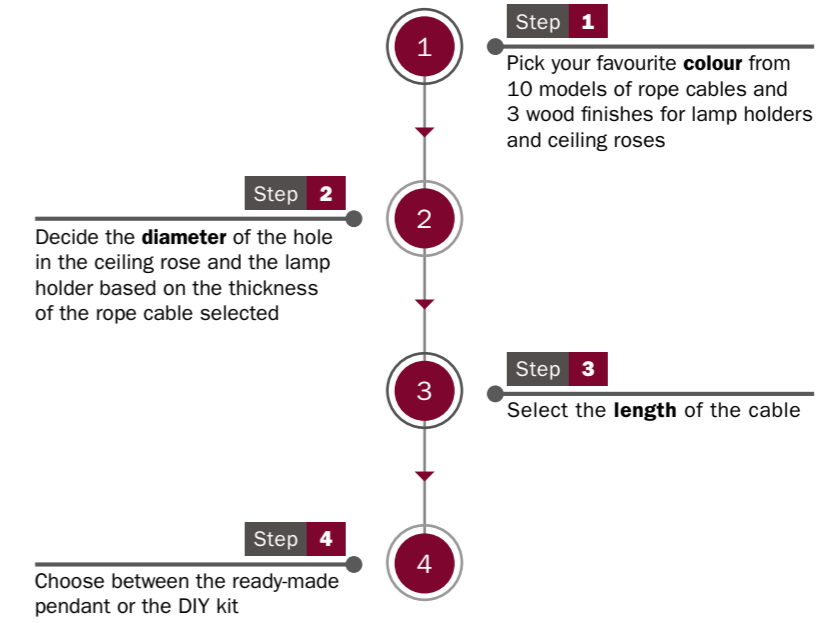 1
Step 1
Pick your favourite colour from
10 models of rope cables and
3 wood finishes for lamp holders
and ceiling roses
Step 2
2
Decide the diameter of the hole
in the ceiling rose and the lamp
holder based on the thickness
of the rope cable selected
3
Step 3
Select the length of the cable
Step 4
4
Choose between the ready-made
pendant or the DIY kit